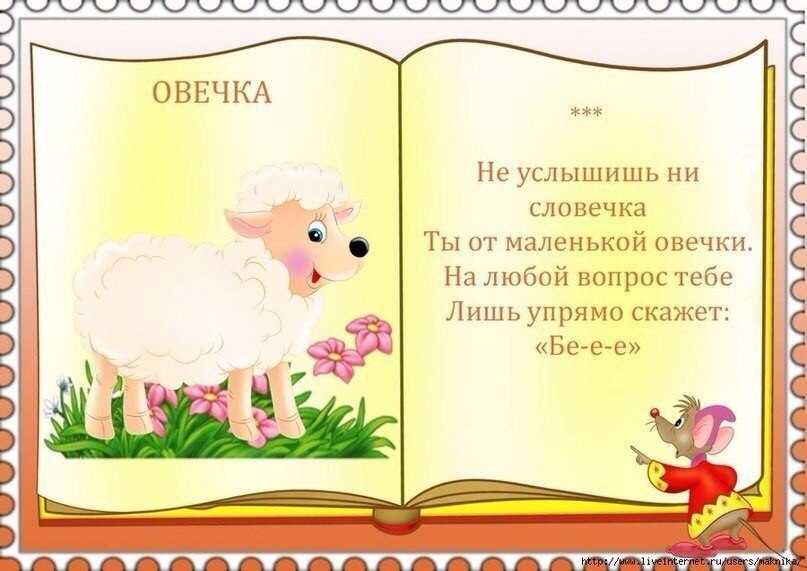 ОВЕЧКА
***
Не услышишь ни
словечка
Ты от маленькой овечки.
На любой вопрос тебе
Лишь упрямо скажет:
«Бе-е-е»
http://www.liveinternet.ru/users/maknika/